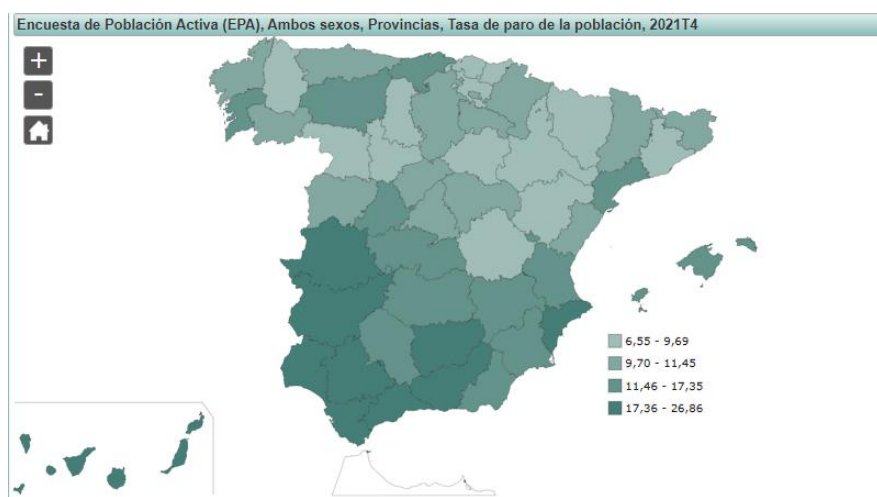 Encuesta de Población Activa (EPA), Ambos sexos, Provincias, Tasa de paro de la población, 2021T4
+
-
6,55 - 9,69
9,70 - 11,45
11,46 - 17,35
17,36 - 26,86